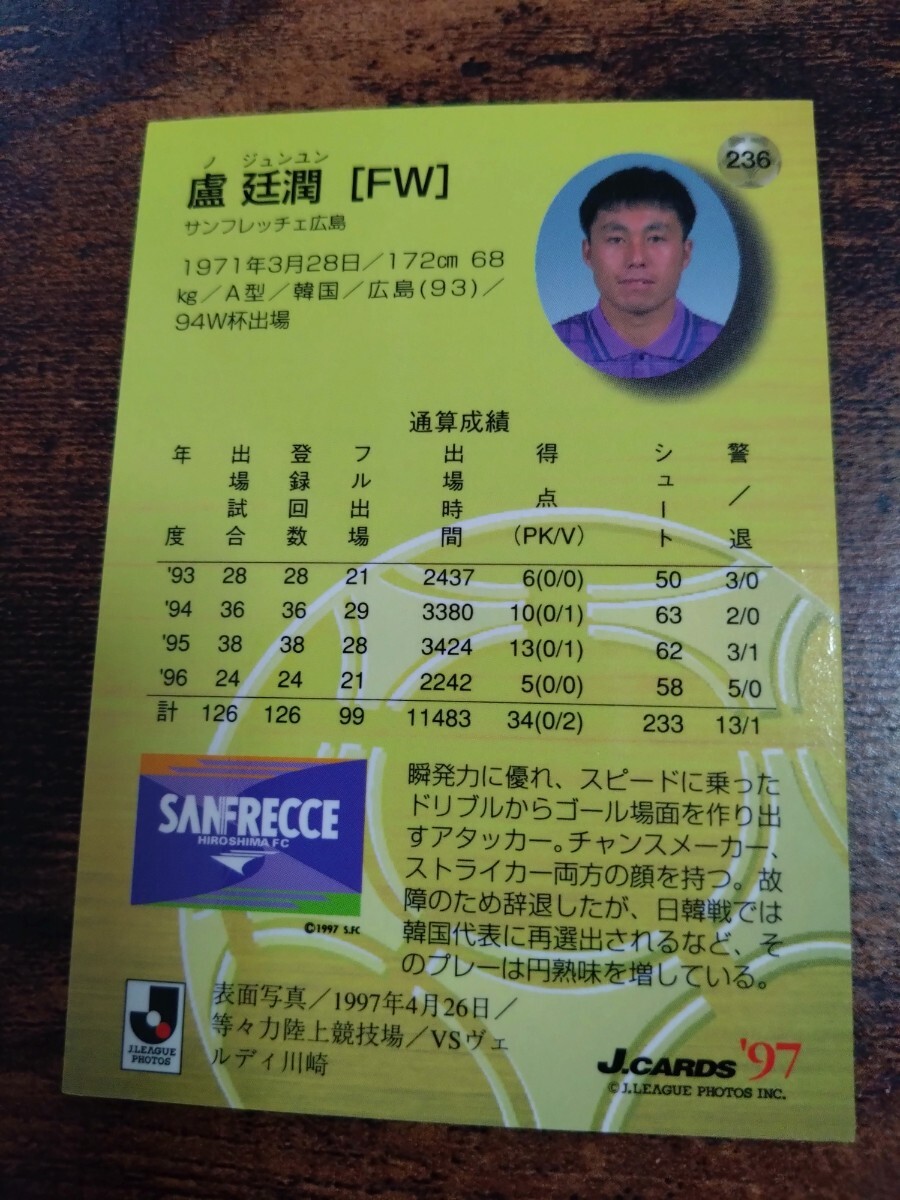 236
ノ ジュンユン
盧 廷潤 [FW]
サンフレッチェ広島
1971年3月28日／172㎝ 68
㎏／A型／韓国／広島(93)／
94W杯出場
通算成績
年度 出場試合 登録回数 フル出場 出場時間 得点(PK/V) シュート 警／退
'93 28 28 21 2437 6(0/0) 50 3/0
'94 36 36 29 3380 10(0/1) 63 2/0
'95 38 38 28 3424 13(0/1) 62 3/1
'96 24 24 21 2242 5(0/0) 58 5/0
計 126 126 99 11483 34(0/2) 233 13/1
SANFRECCE
HIROSHIMA FC
©1997 S.FC
瞬発力に優れ、スピードに乗った
ドリブルからゴール場面を作り出
すアタッカー。チャンスメーカー、
ストライカー両方の顔を持つ。故
障のため辞退したが、日韓戦では
韓国代表に再選出されるなど、そ
のプレーは円熟味を増している。
J.LEAGUE
PHOTOS
表面写真／1997年4月26日／
等々力陸上競技場／VSヴェ
ルディ川崎
J.CARDS '97
©J.LEAGUE PHOTOS INC.